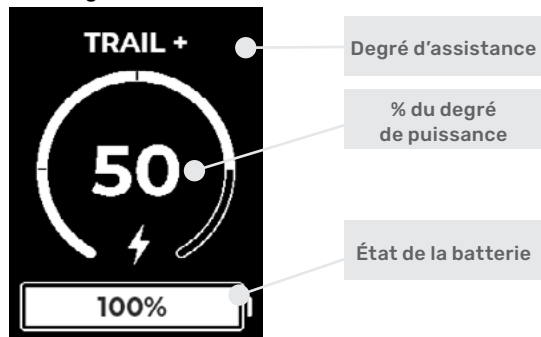 TRAIL +
Degré d’assistance
% du degré
de puissance
50
État de la batterie
100%